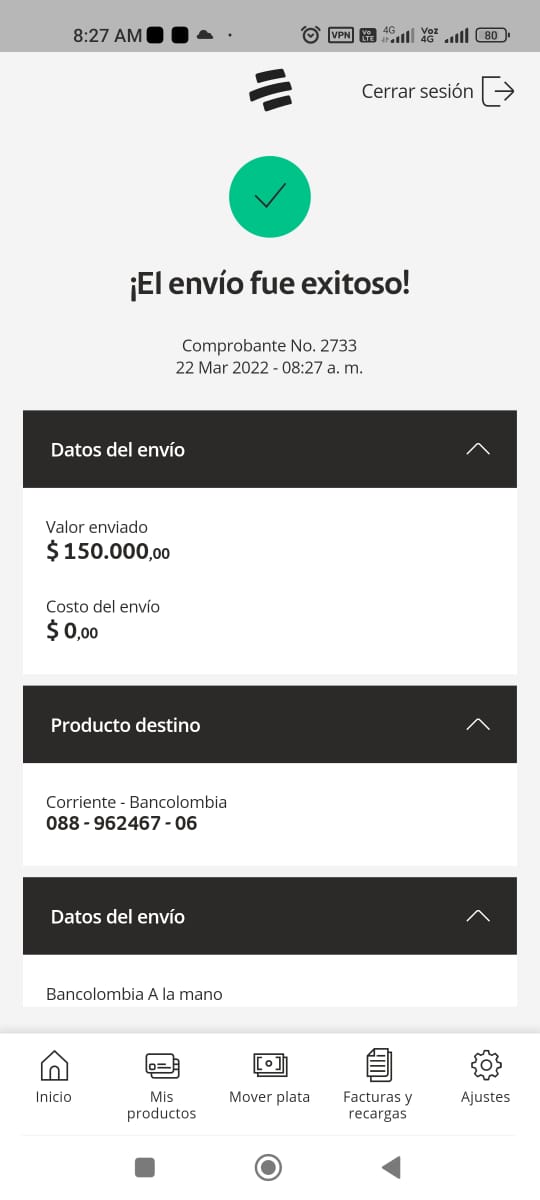 8:27 AM
VPN
Vo LTE
4G
Voz 4G
80
Cerrar sesión
¡El envío fue exitoso!
Comprobante No. 2733
22 Mar 2022 - 08:27 a. m.
Datos del envío
Valor enviado
$ 150.000,00
Costo del envío
$ 0,00
Producto destino
Corriente - Bancolombia
088 - 962467 - 06
Datos del envío
Bancolombia A la mano
Inicio
Mis productos
Mover plata
Facturas y recargas
Ajustes